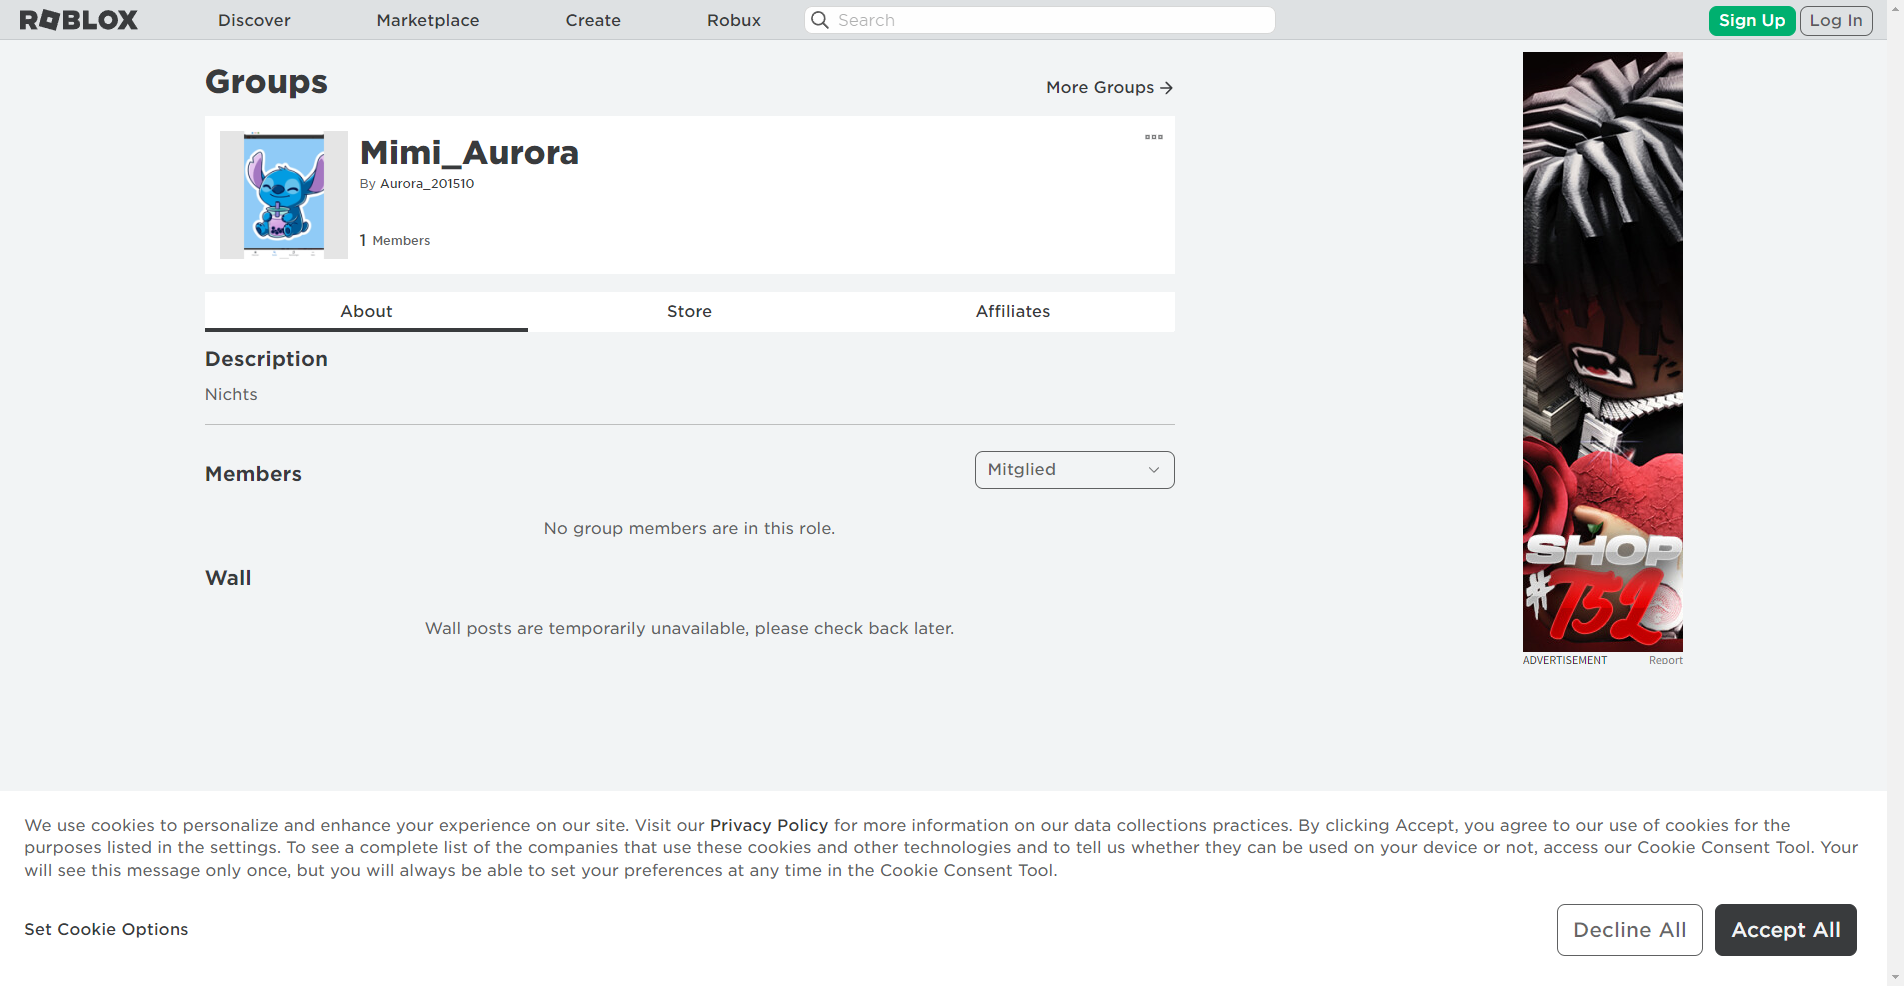 ROBLOX
Discover
Marketplace
Create
Robux
Search
Sign Up
Log In
Groups
More Groups
Mimi_Aurora
By Aurora_201510
1 Members
About
Store
Affiliates
Description
Nichts
Members
Mitglied
No group members are in this role.
Wall
Wall posts are temporarily unavailable, please check back later.
SHOP
#T5L
ADVERTISEMENT
Report
We use cookies to personalize and enhance your experience on our site. Visit our Privacy Policy for more information on our data collections practices. By clicking Accept, you agree to our use of cookies for the
purposes listed in the settings. To see a complete list of the companies that use these cookies and other technologies and to tell us whether they can be used on your device or not, access our Cookie Consent Tool. Your
will see this message only once, but you will always be able to set your preferences at any time in the Cookie Consent Tool.
Set Cookie Options
Decline All
Accept All